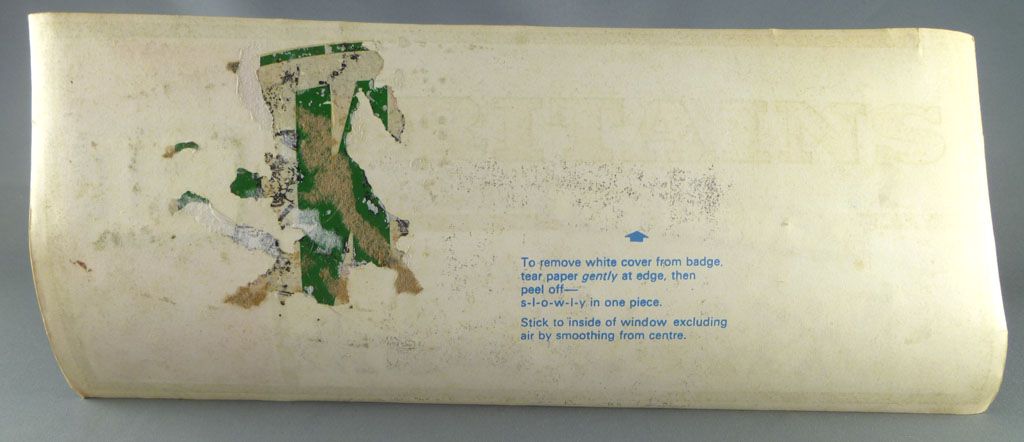 To remove white cover from badge,
tear paper gently at edge, then
peel off—
s-l-o-w-l-y in one piece.
Stick to inside of window excluding
air by smoothing from centre.